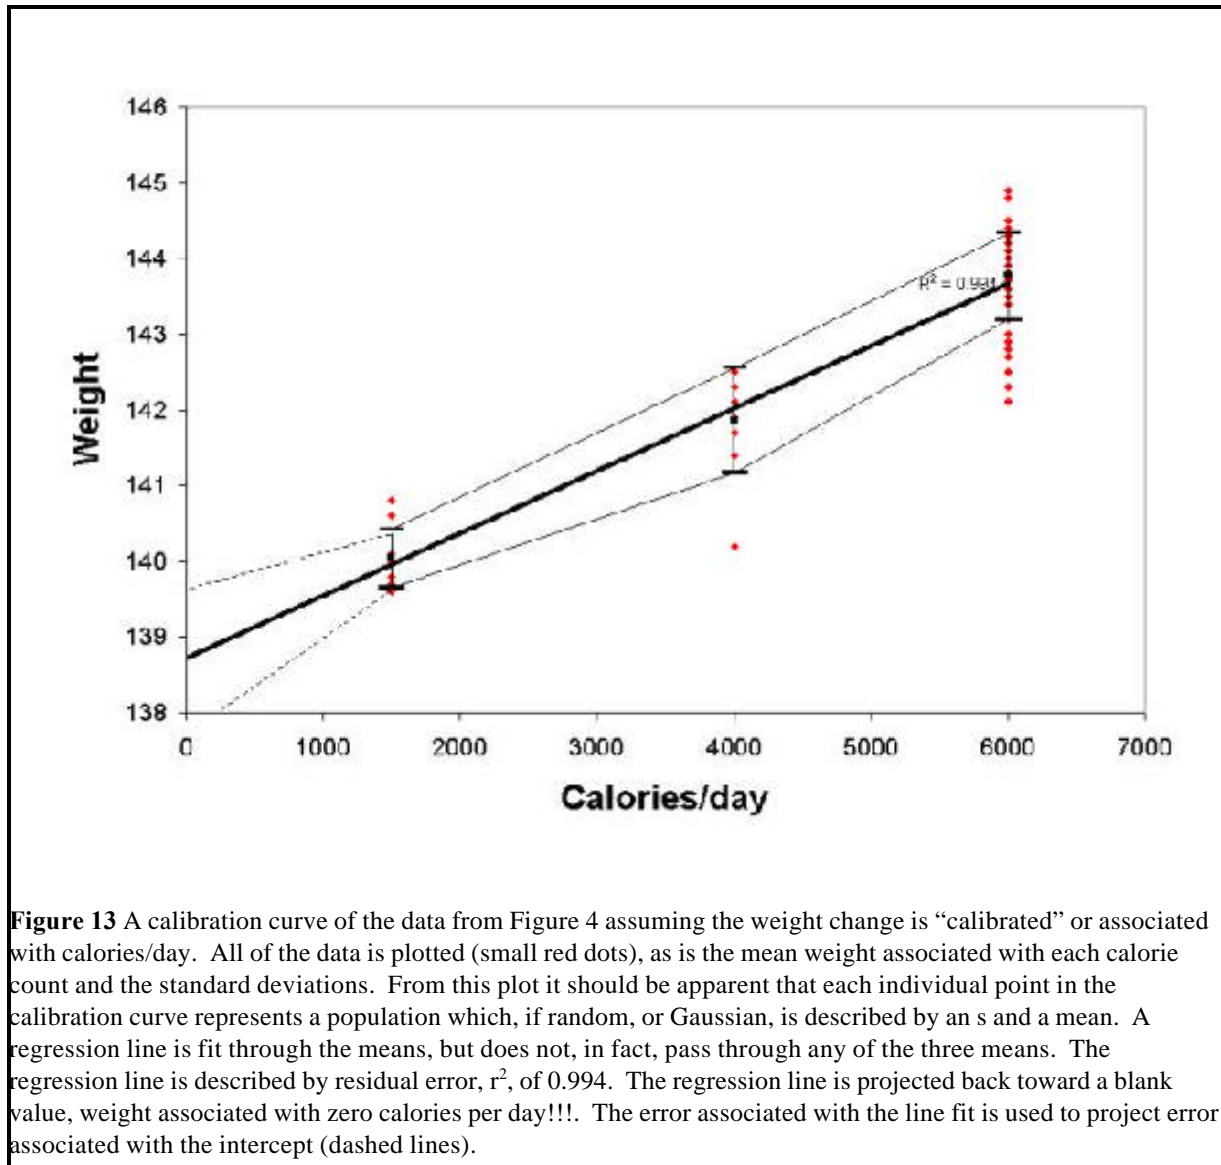 146
145
144
143
142
141
140
139
138
Weight
R² =
0
1000
2000
3000
4000
5000
6000
7000
Calories/day
Figure 13 A calibration curve of the data from Figure 4 assuming the weight change is “calibrated” or associated
with calories/day. All of the data is plotted (small red dots), as is the mean weight associated with each calorie
count and the standard deviations. From this plot it should be apparent that each individual point in the
calibration curve represents a population which, if random, or Gaussian, is described by an s and a mean. A
regression line is fit through the means, but does not, in fact, pass through any of the three means. The
regression line is described by residual error, r², of 0.994. The regression line is projected back toward a blank
value, weight associated with zero calories per day!!!. The error associated with the line fit is used to project error
associated with the intercept (dashed lines).